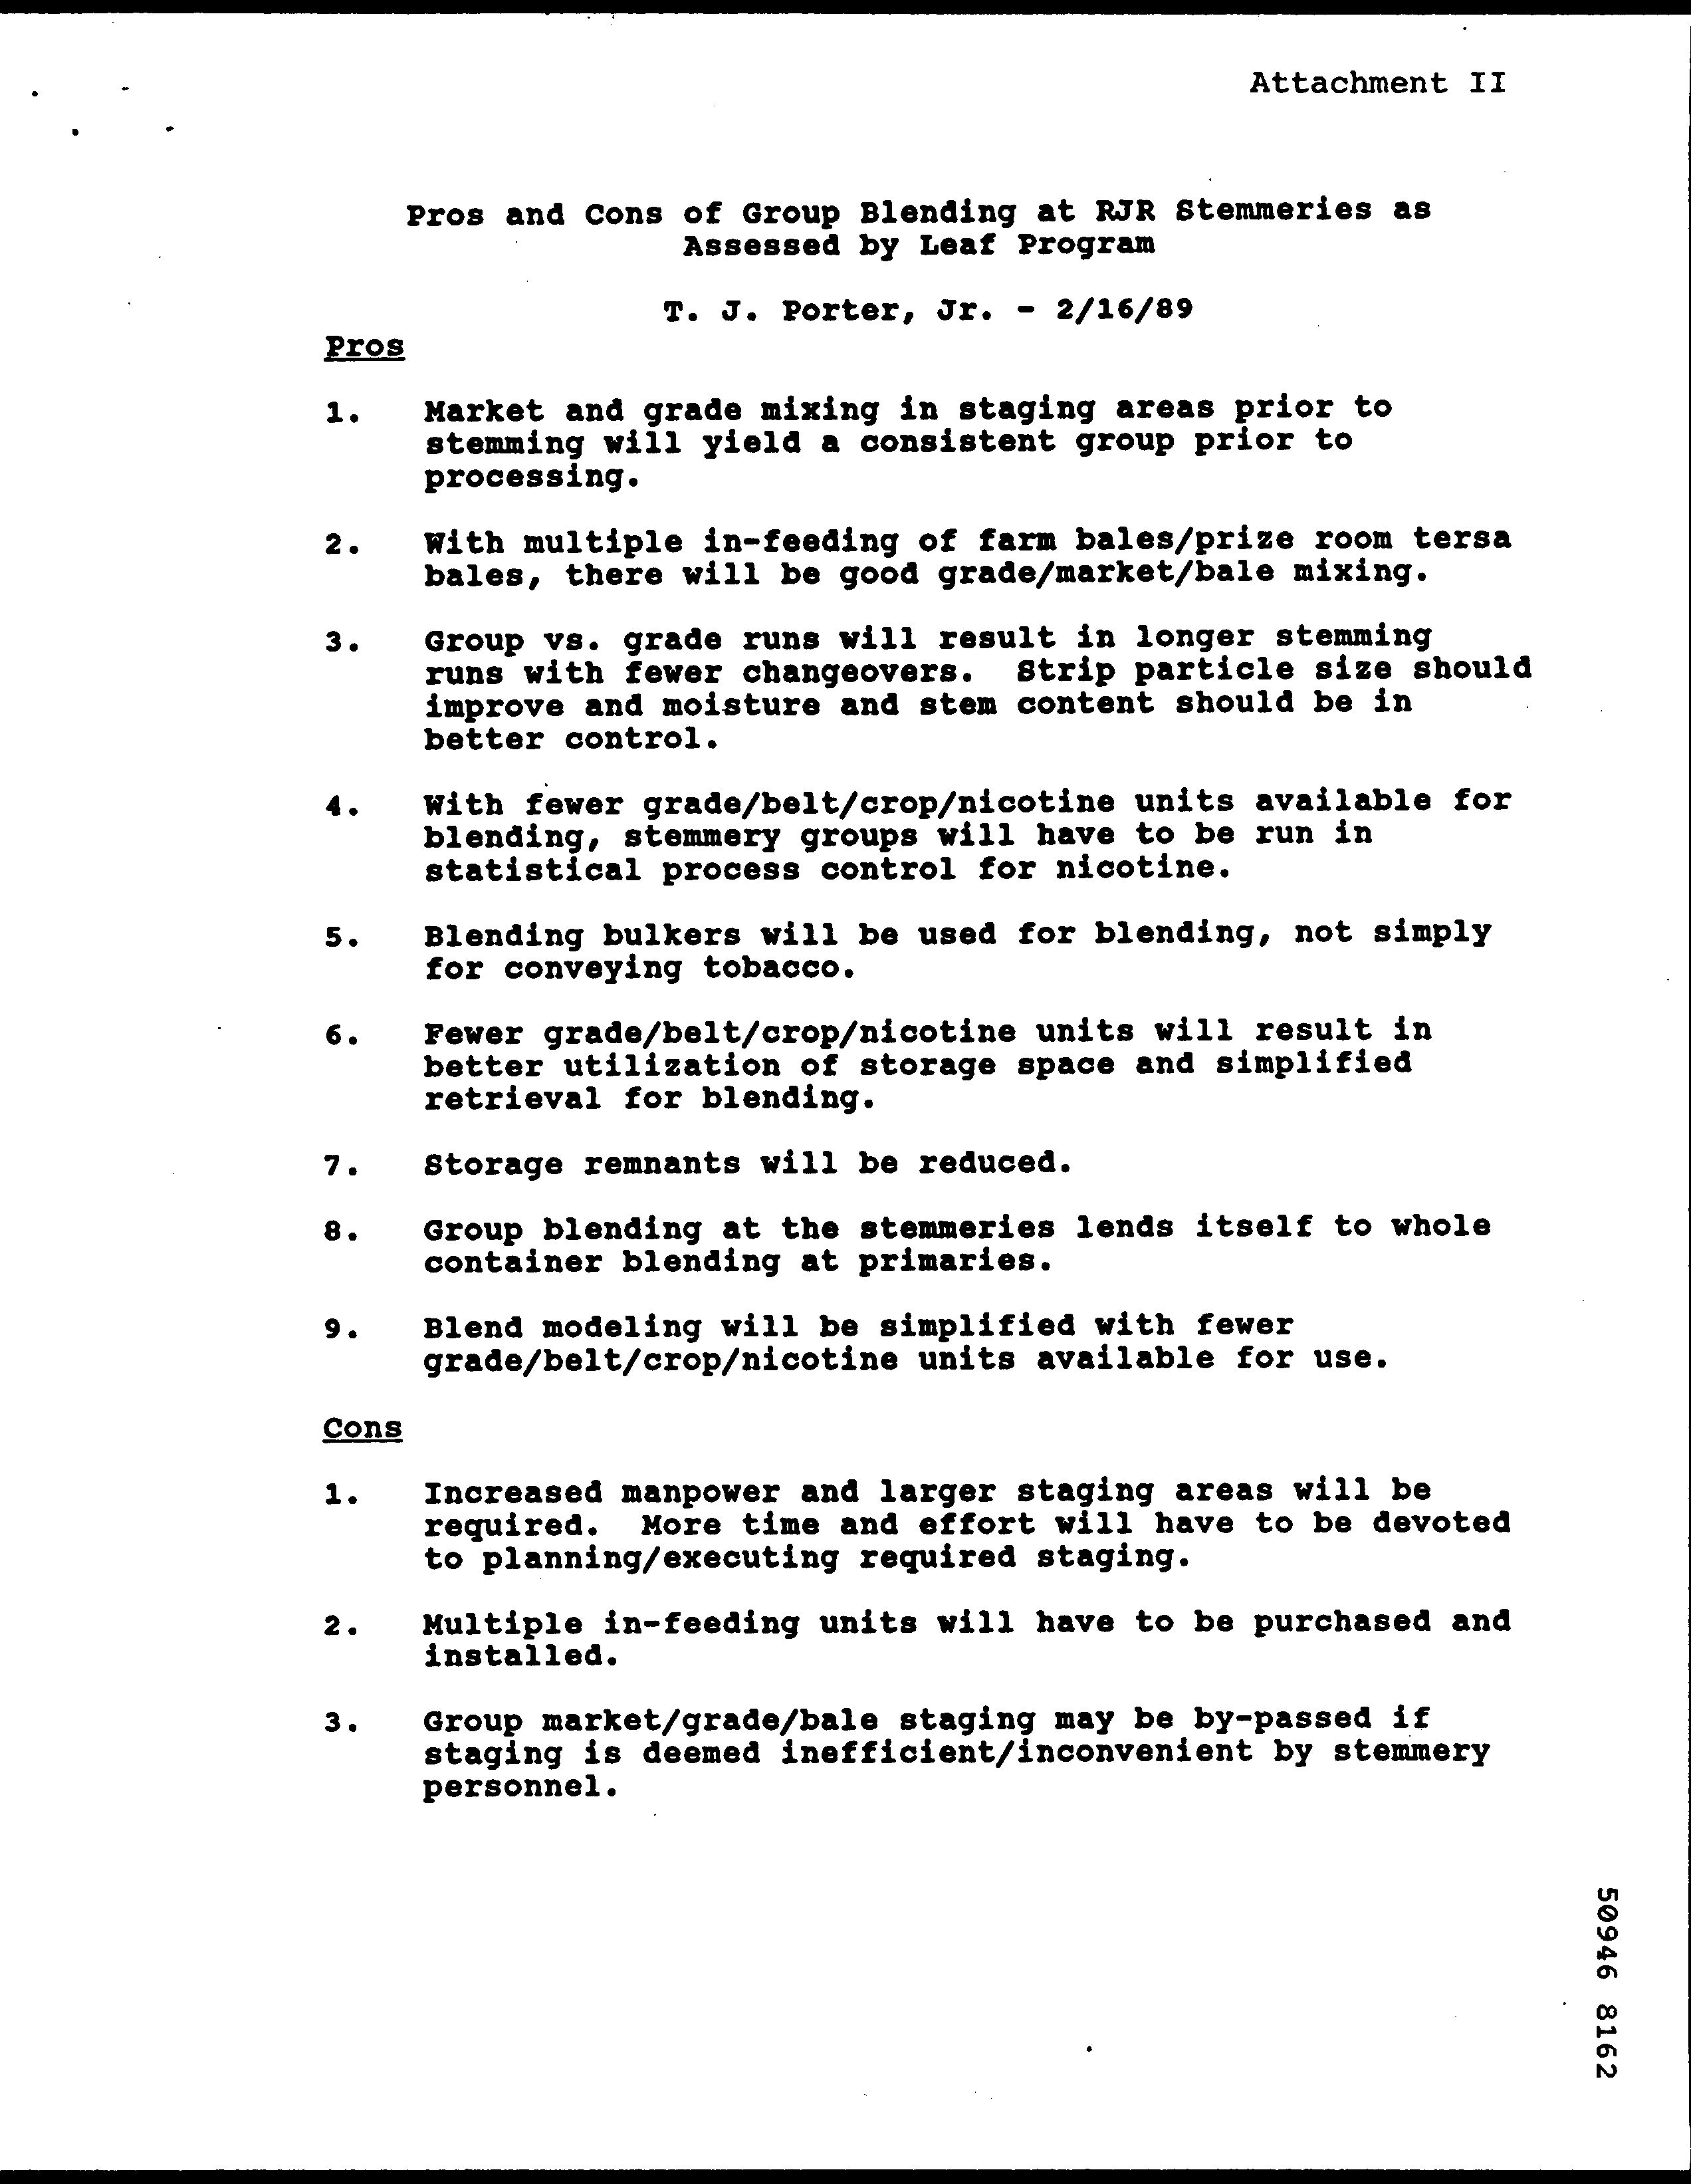 Attachment II
Pros and Cons of Group Blending at RJR Stemmeries as
Assessed by Leaf Program
T. J. Porter, Jr. - 2/16/89
Pros
1. Market and grade mixing in staging areas prior to
stemming will yield a consistent group prior to
processing.
2. With multiple in-feeding of farm bales/prize room tersa
bales, there will be good grade/market/bale mixing.
3. Group vs. grade runs will result in longer stemming
runs with fewer changeovers. Strip particle size should
improve and moisture and stem content should be in
better control.
4. With fewer grade/belt/crop/nicotine units available for
blending, stemmery groups will have to be run in
statistical process control for nicotine.
5. Blending bulkers will be used for blending, not simply
for conveying tobacco.
6. Fewer grade/belt/crop/nicotine units will result in
better utilization of storage space and simplified
retrieval for blending.
7. Storage remnants will be reduced.
8. Group blending at the stemmeries lends itself to whole
container blending at primaries.
9. Blend modeling will be simplified with fewer
grade/belt/crop/nicotine units available for use.
Cons
1. Increased manpower and larger staging areas will be
required. More time and effort will have to be devoted
to planning/executing required staging.
2. Multiple in-feeding units will have to be purchased and
installed.
3. Group market/grade/bale staging may be by-passed if
staging is deemed inefficient/inconvenient by stemmery
personnel.
50946 8162